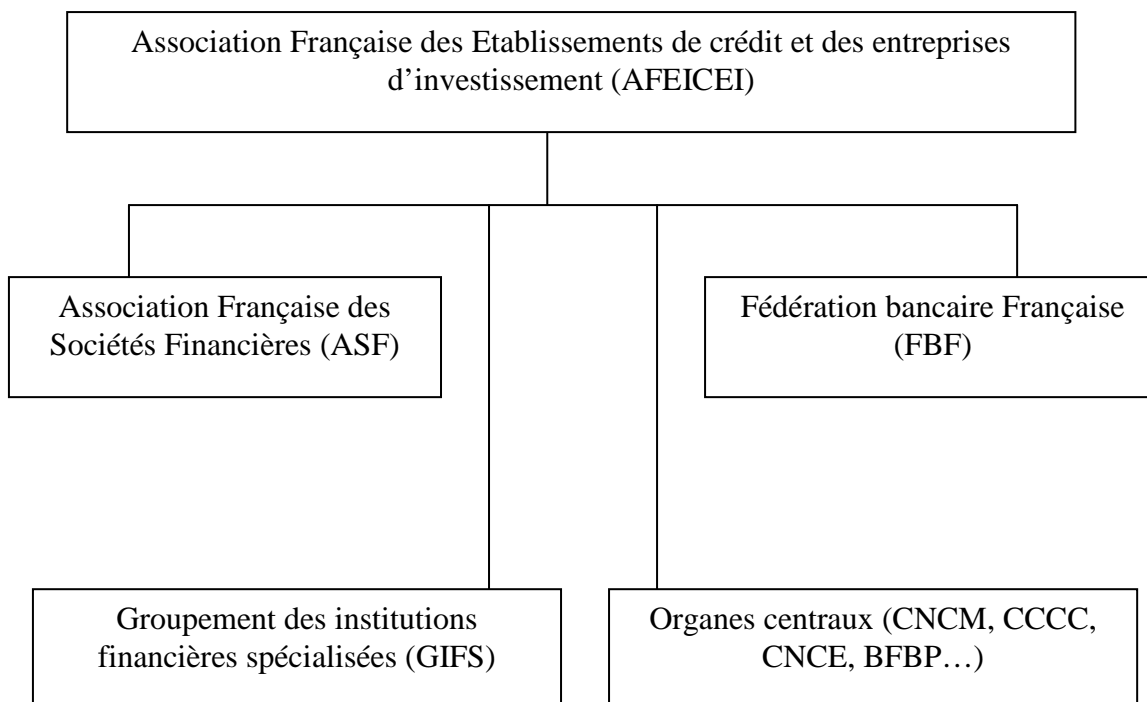 Association Française des Etablissements de crédit et des entreprises
d’investissement (AFEICEI)
Association Française des
Sociétés Financières (ASF)
Fédération bancaire Française
(FBF)
Groupement des institutions
financières spécialisées (GIFS)
Organes centraux (CNCM, CCCC,
CNCE, BFBP…)